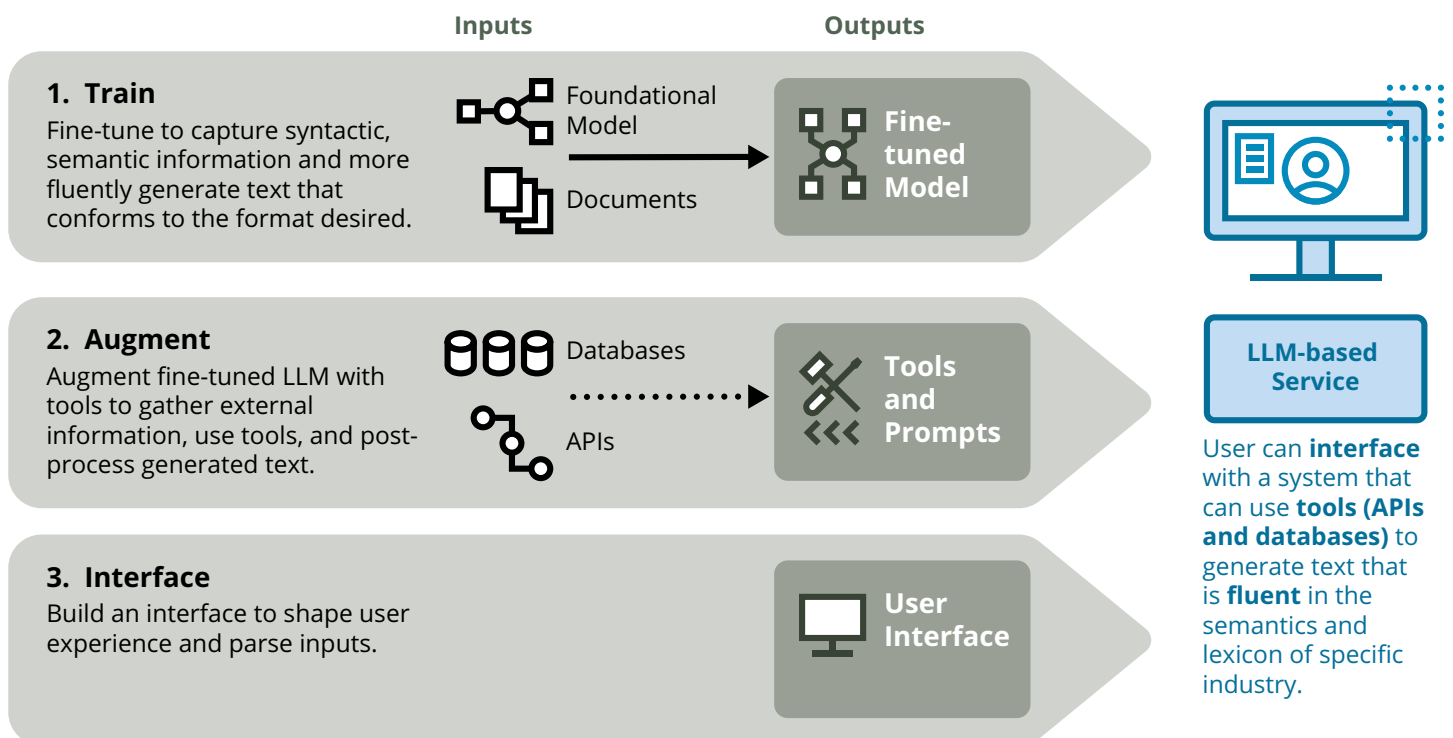 Inputs
Outputs
1. Train
Fine-tune to capture syntactic,
semantic information and more
fluently generate text that
conforms to the format desired.
Foundational
Model
Documents
Fine-
tuned
Model
2. Augment
Augment fine-tuned LLM with
tools to gather external
information, use tools, and post-
process generated text.
Databases
APIs
Tools
and
Prompts
3. Interface
Build an interface to shape user
experience and parse inputs.
User
Interface
LLM-based
Service
User can interface
with a system that
can use tools (APIs
and databases) to
generate text that
is fluent in the
semantics and
lexicon of specific
industry.